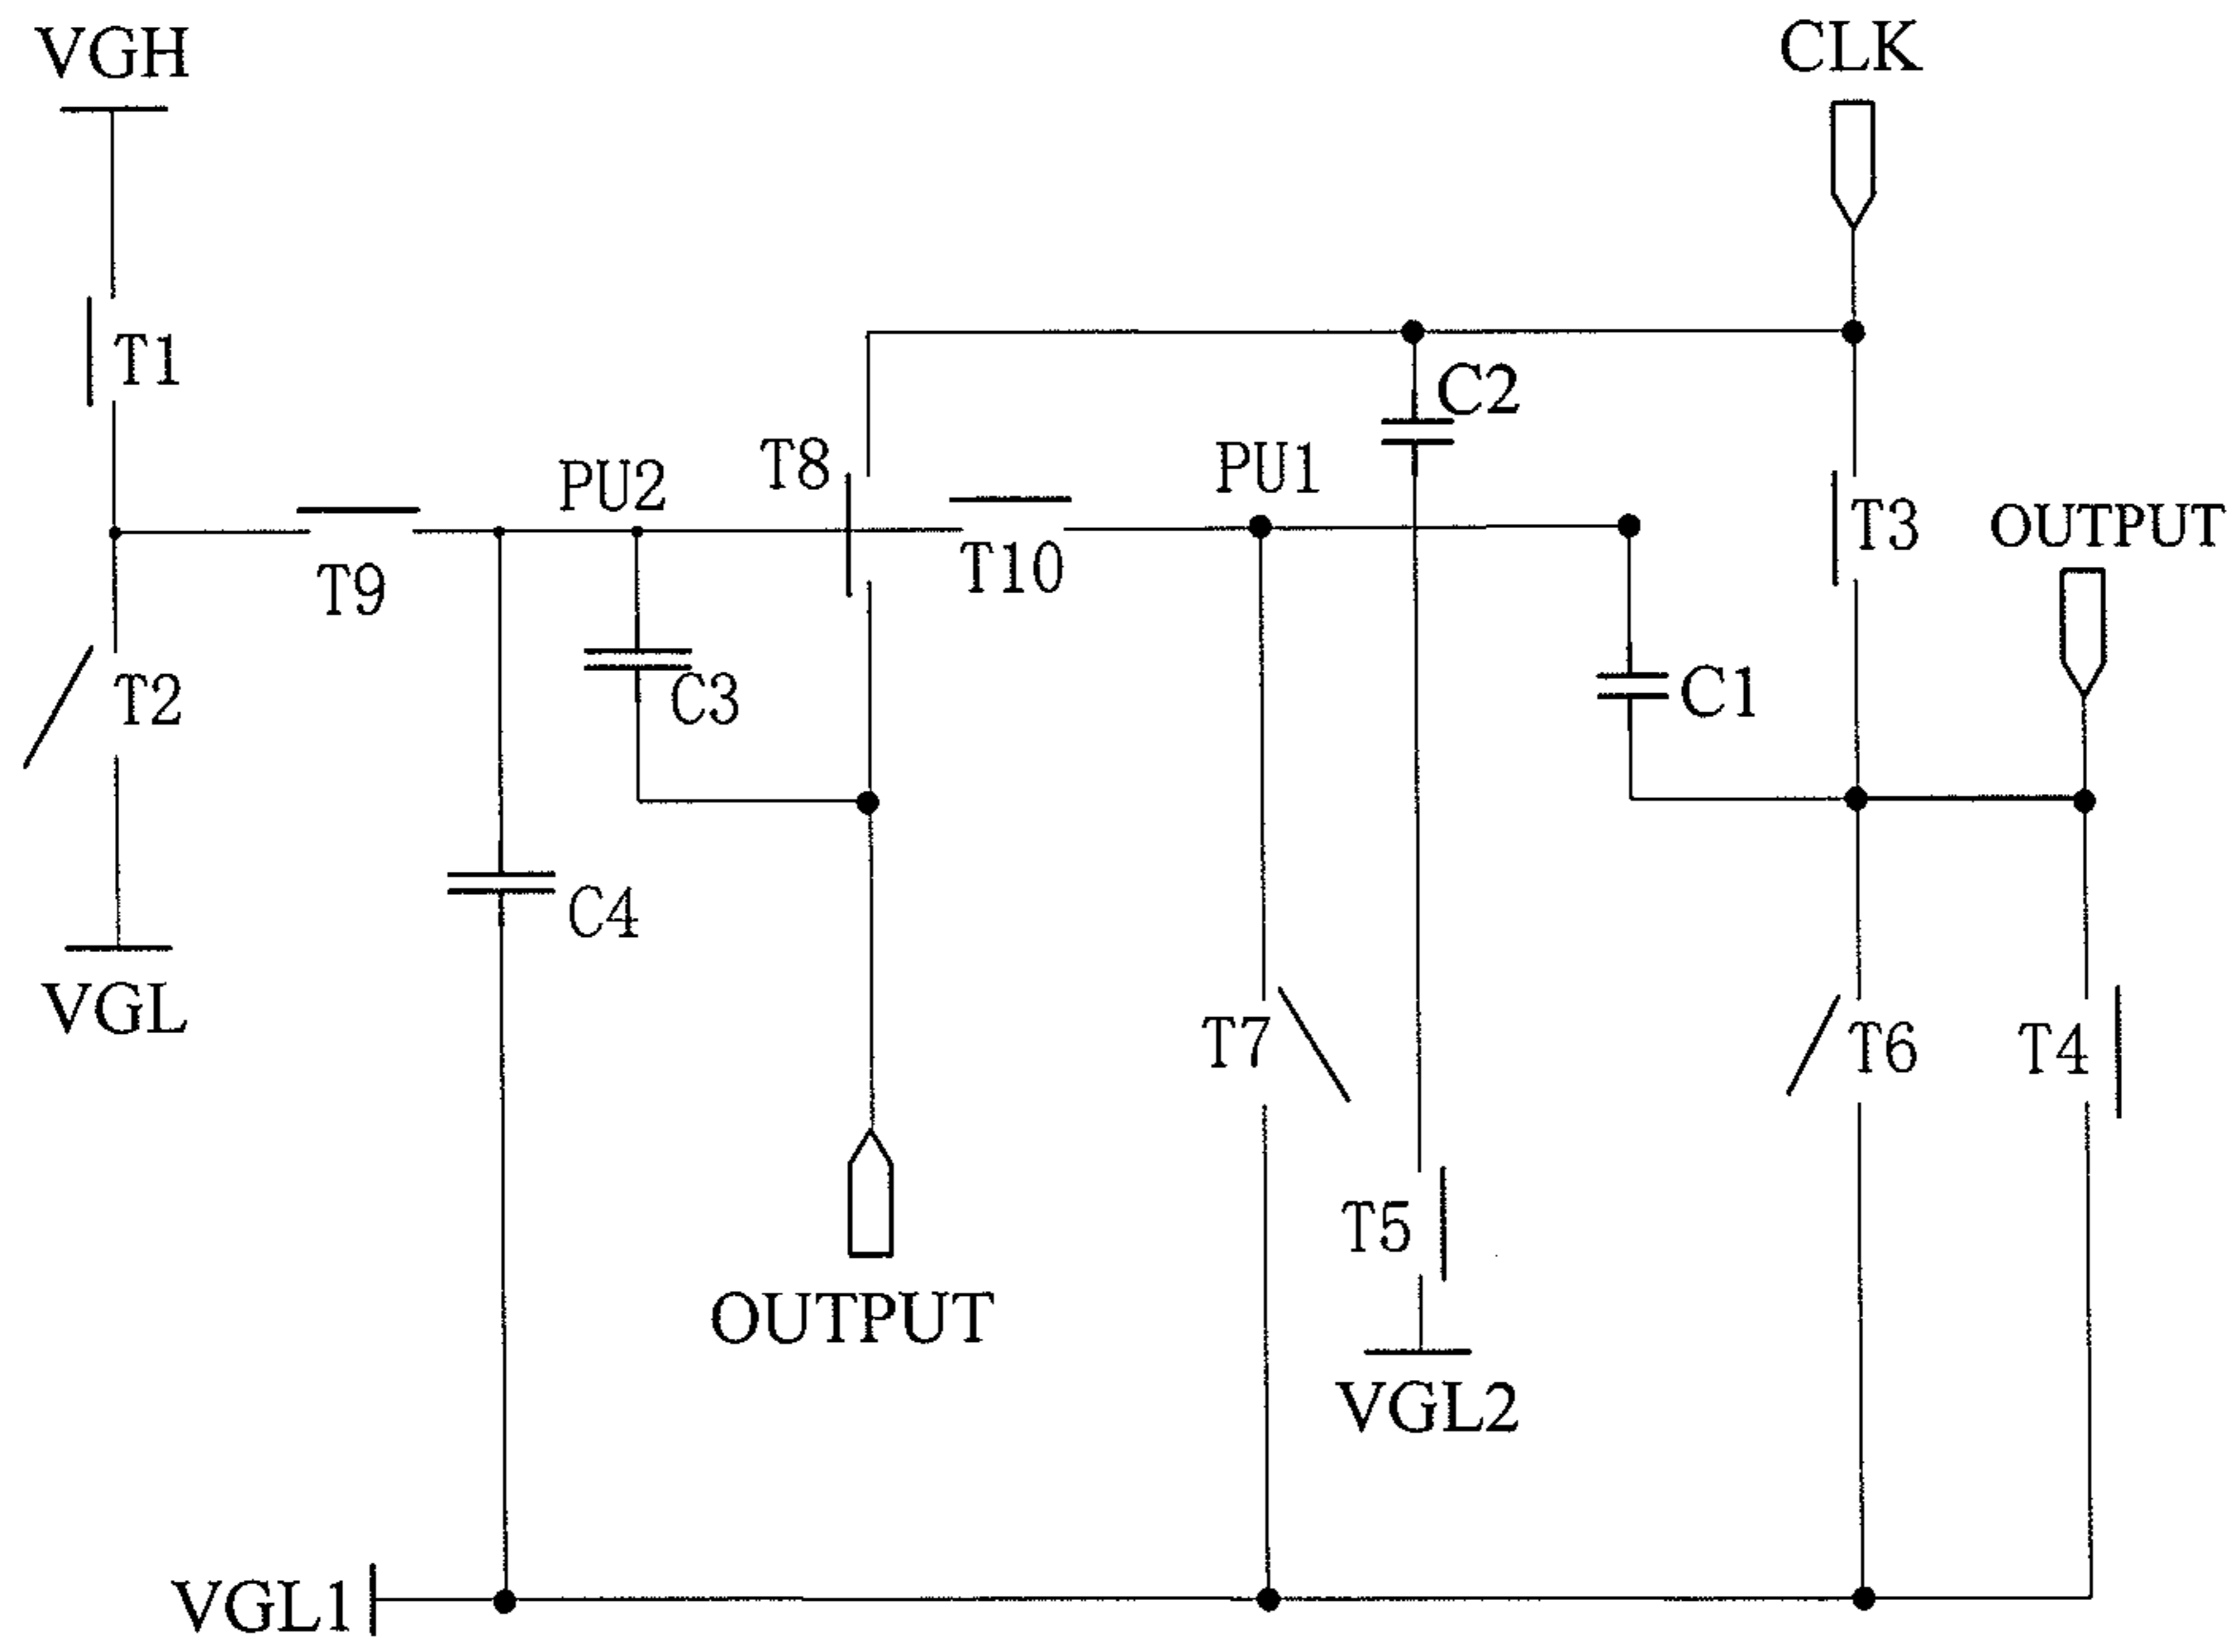 VGH
CLK
T1
C2
T8
PU1
PU2
T3
OUTPUT
T10
T9
T2
C3
C1
C4
VGL
T7
T6
T4
T5
OUTPUT
VGL2
VGL1